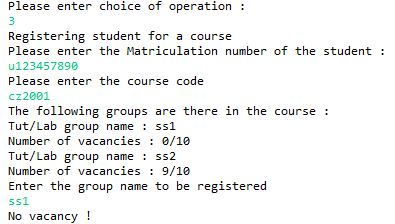 Please enter choice of operation :
3
Registering student for a course
Please enter the Matriculation number of the student :
u123457890
Please enter the course code
cz2001
The following groups are there in the course :
Tut/Lab group name : ss1
Number of vacancies : 0/10
Tut/Lab group name : ss2
Number of vacancies : 9/10
Enter the group name to be registered
ss1
No vacancy !